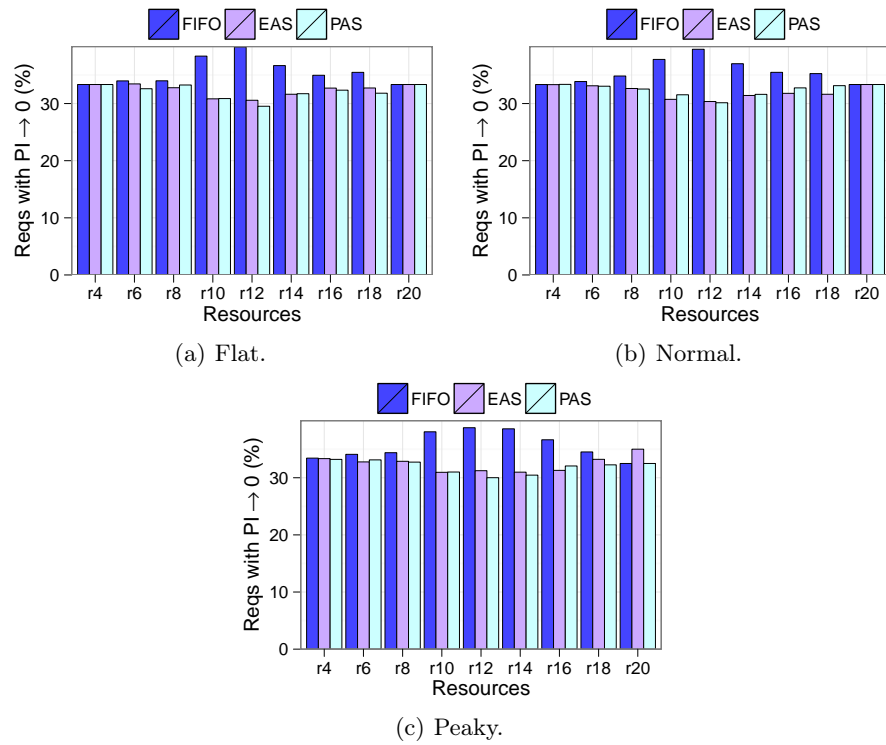 FIFO EAS PAS
Reqs with PI → 0 (%)
30
20
10
0
r4 r6 r8 r10 r12 r14 r16 r18 r20
Resources
(a) Flat.
FIFO EAS PAS
Reqs with PI → 0 (%)
30
20
10
0
r4 r6 r8 r10 r12 r14 r16 r18 r20
Resources
(b) Normal.
FIFO EAS PAS
Reqs with PI → 0 (%)
30
20
10
0
r4 r6 r8 r10 r12 r14 r16 r18 r20
Resources
(c) Peaky.